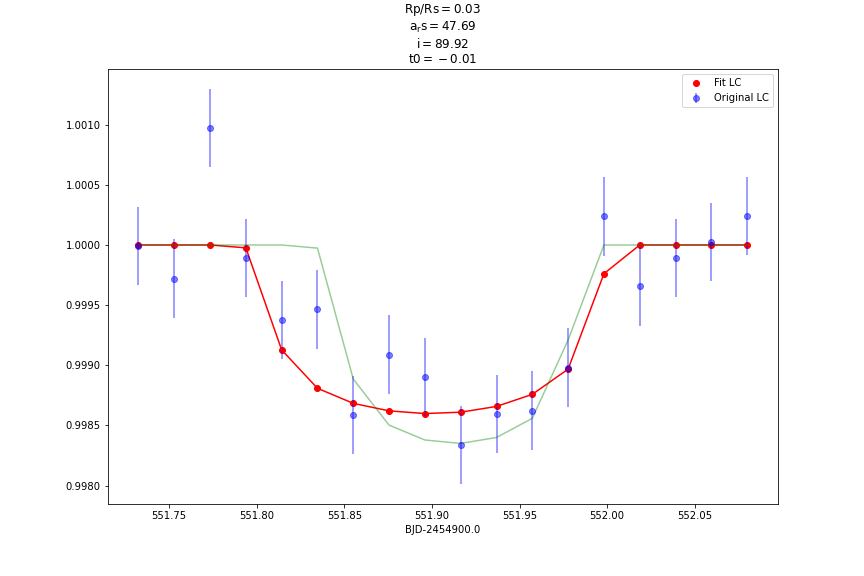 Rp/Rs = 0.03
aᵣs = 47.69
i = 89.92
t0 = −0.01
Fit LC
Original LC
1.0010
1.0005
1.0000
0.9995
0.9990
0.9985
0.9980
551.75 551.80 551.85 551.90 551.95 552.00 552.05
BJD-2454900.0